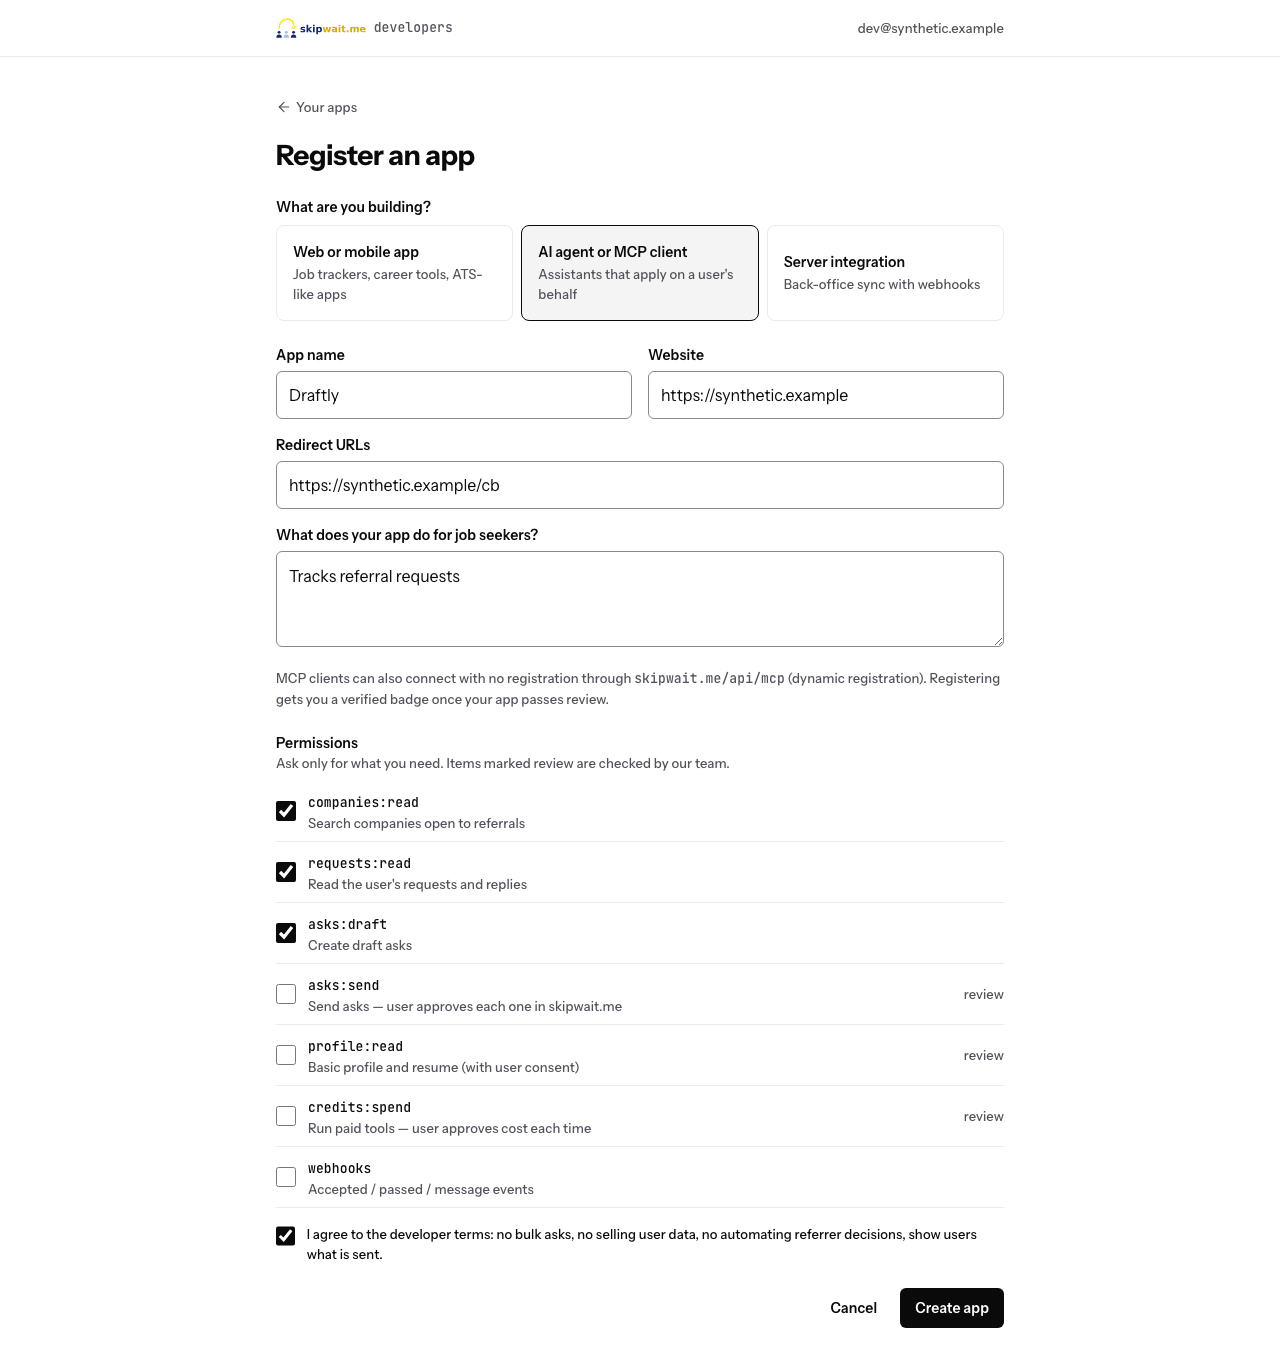 skipwait.me developers
dev@synthetic.example
← Your apps
Register an app
What are you building?
Web or mobile app
Job trackers, career tools, ATS-
like apps
AI agent or MCP client
Assistants that apply on a user's
behalf
Server integration
Back-office sync with webhooks
App name
Draftly
Website
https://synthetic.example
Redirect URLs
https://synthetic.example/cb
What does your app do for job seekers?
Tracks referral requests
MCP clients can also connect with no registration through skipwait.me/api/mcp (dynamic registration). Registering
gets you a verified badge once your app passes review.
Permissions
Ask only for what you need. Items marked review are checked by our team.
companies:read
Search companies open to referrals
requests:read
Read the user's requests and replies
asks:draft
Create draft asks
asks:send
Send asks — user approves each one in skipwait.me
review
profile:read
Basic profile and resume (with user consent)
review
credits:spend
Run paid tools — user approves cost each time
review
webhooks
Accepted / passed / message events
I agree to the developer terms: no bulk asks, no selling user data, no automating referrer decisions, show users
what is sent.
Cancel
Create app